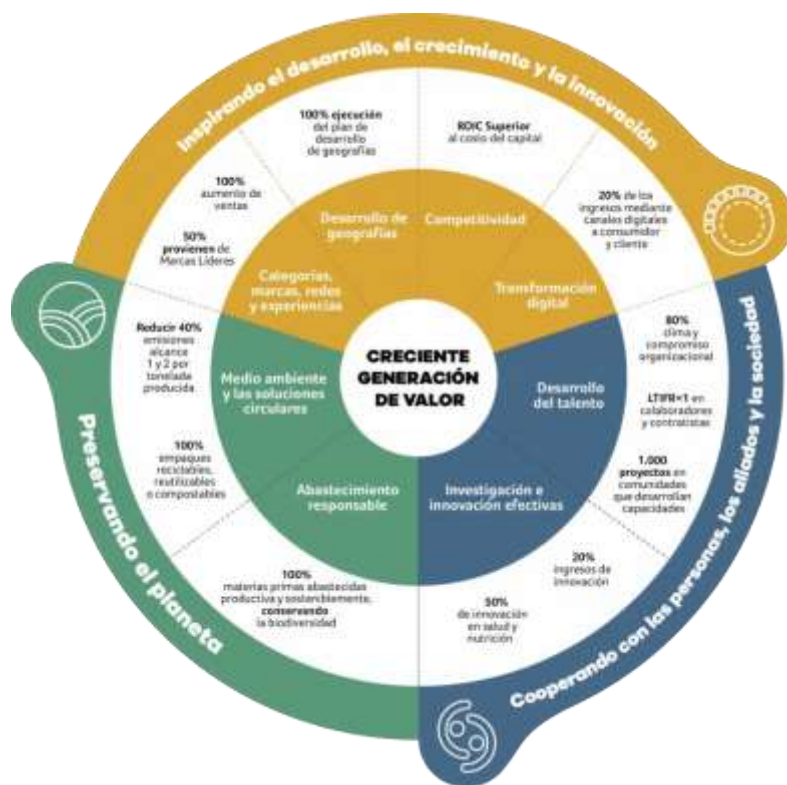 Inspirando el desarrollo, el crecimiento y la innovación
100% ejecución
del plan de
desarrollo
de geografías
ROIC Superior
al costo del capital
100%
aumento de
ventas
50%
provienen de
Marcas Líderes
20% de los
ingresos mediante
canales digitales
a consumidor
y cliente
Desarrollo de
geografías
Competitividad
Categorías,
marcas, redes
y experiencias
Transformación
digital
CRECIENTE
GENERACIÓN
DE VALOR
Medio ambiente
y las soluciones
circulares
Desarrollo
del talento
Abastecimiento
responsable
Investigación e
innovación efectivas
Reducir 40%
emisiones
alcance
1 y 2 por
tonelada
producida
100%
empaques
reciclables,
reutilizables
o compostables
100%
materias primas abastecidas
productiva y sosteniblemente,
conservando
la biodiversidad
80%
clima y
compromiso
organizacional
LTIFR<1 en
colaboradores
y contratistas
1.000
proyectos en
comunidades
que desarrollan
capacidades
20%
ingresos de
innovación
50%
de innovación
en salud y
nutrición
Preservando el planeta
Cooperando con las personas, los aliados y la sociedad